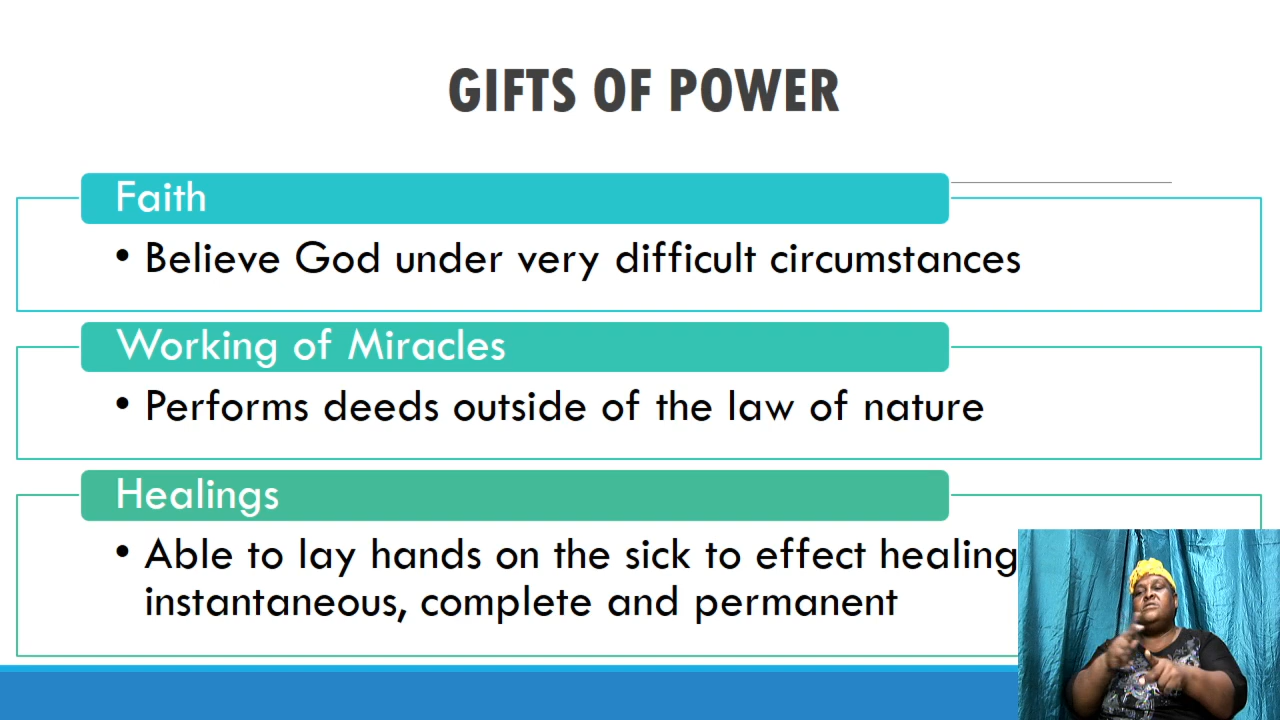 GIFTS OF POWER
Faith
• Believe God under very difficult circumstances
Working of Miracles
• Performs deeds outside of the law of nature
Healings
• Able to lay hands on the sick to effect healing
instantaneous, complete and permanent